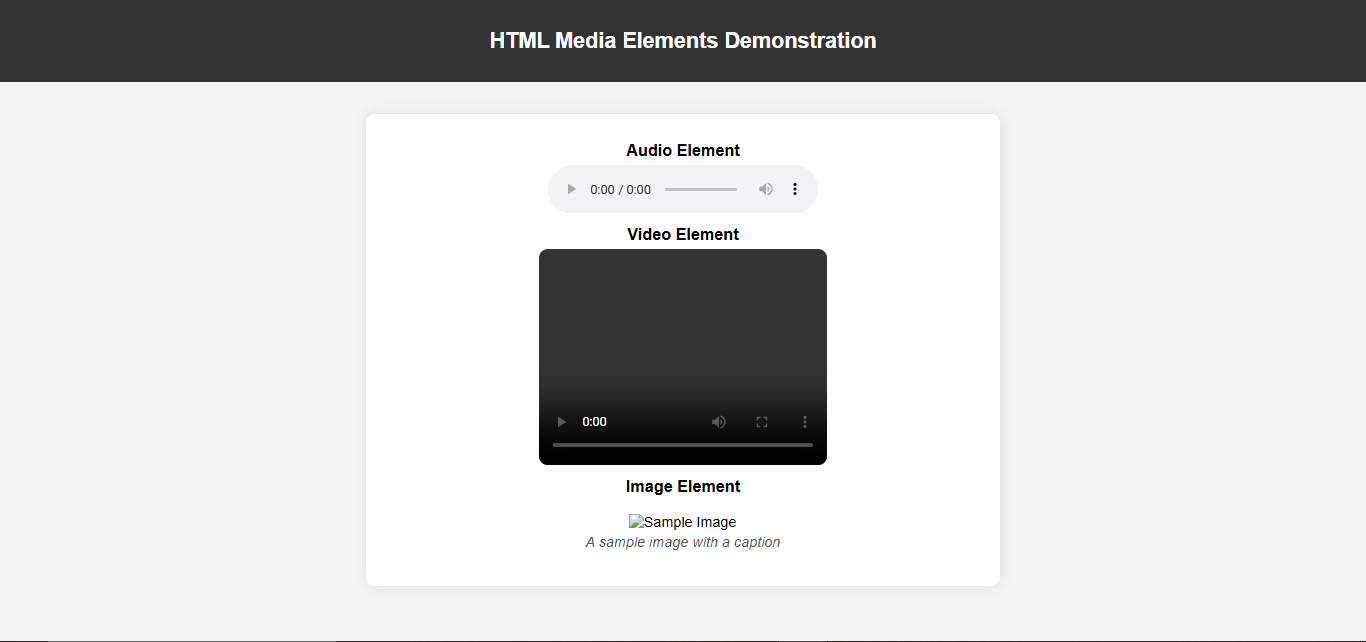 HTML Media Elements Demonstration
Audio Element
0:00 / 0:00
Video Element
0:00
Image Element
Sample Image
A sample image with a caption